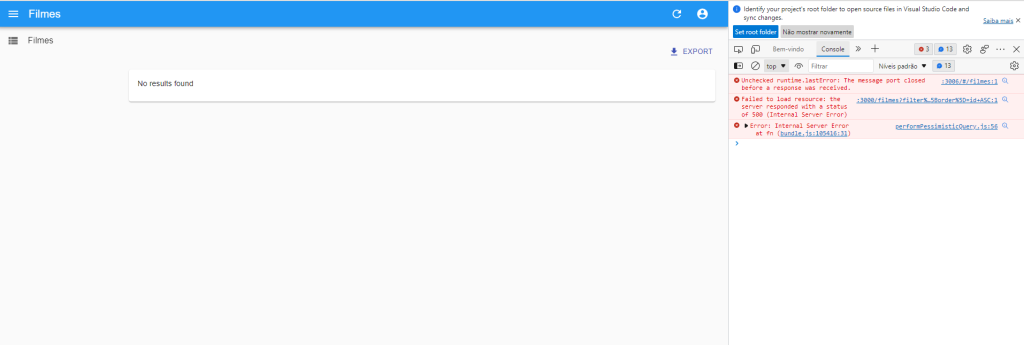 Filmes
Filmes
EXPORT
No results found
Identify your project's root folder to open source files in Visual Studio Code and
sync changes.
Saiba mais
Set root folder
Não mostrar novamente
Bem-vindo
Console
3
13
top
Filtrar
Níveis padrão
13
Unchecked runtime.lastError: The message port closed :3006/#/filmes:1
before a response was received.
Failed to load resource: the :3000/filmes?filter%…5Border%5D=id+ASC:1
server responded with a status
of 500 (Internal Server Error)
Error: Internal Server Error performPessimisticQuery.js:56
at fn (bundle.js:109416:31)